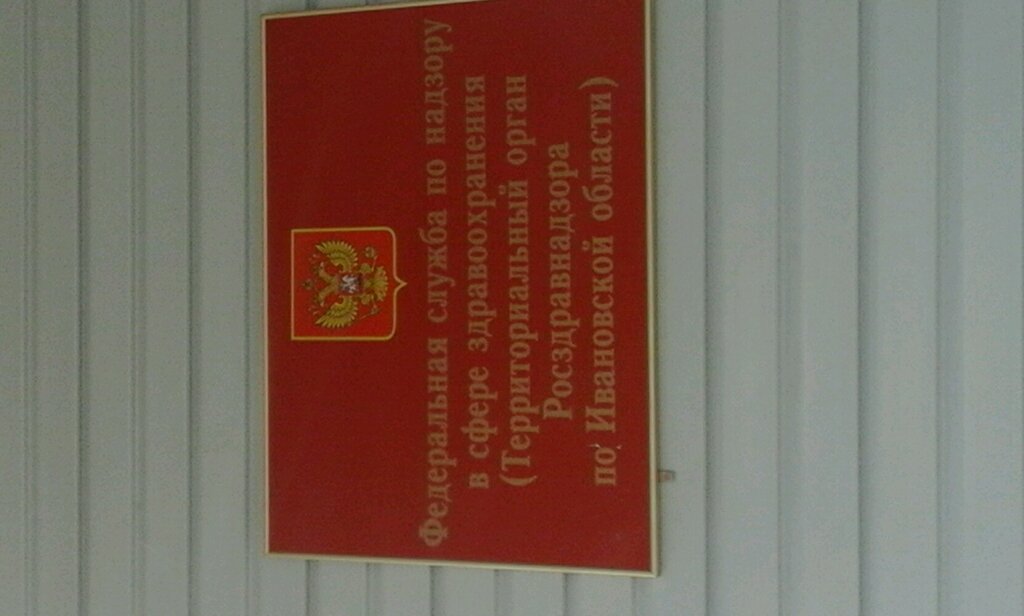 Федеральная служба по надзору
в сфере здравоохранения
(Территориальный орган
Росздравнадзора
по Ивановской области)